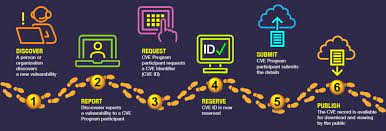 DISCOVER
A person or
organization
discovers
a new vulnerability
1
2
REPORT
Discoverer reports
a vulnerability to a
CVE Program
participant
REQUEST
CVE Program
participant requests
a CVE Identifier
(CVE ID)
3
ID
4
RESERVE
CVE ID is now
reserved
SUBMIT
CVE Program
participant submits
the details
5
6
PUBLISH
The CVE record is available
for download and viewing
by the public